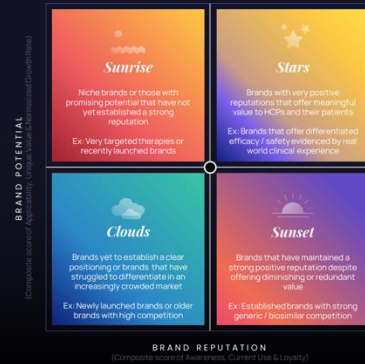 Sunrise
Niche brands or those with
promising potential that have not
yet established a strong
reputation
Ex: Very targeted therapies or
recently launched brands
Stars
Brands with very positive
reputations that offer meaningful
value to HCPs and their patients
Ex: Brands that offer differentiated
efficacy / safety evidenced by real
world clinical experience
Clouds
Brands yet to establish a clear
positioning or brands that have
struggled to differentiate in an
increasingly crowded market
Ex: Newly launched brands or older
brands with high competition
Sunset
Brands that have maintained a
strong positive reputation despite
offering diminishing or redundant
value
Ex: Established brands with strong
generic / biosimilar competition
BRAND POTENTIAL
(Composite score of Applicability, Unique Value & Normalized Growth Rate)
BRAND REPUTATION
(Composite score of Awareness, Current Use & Loyalty)